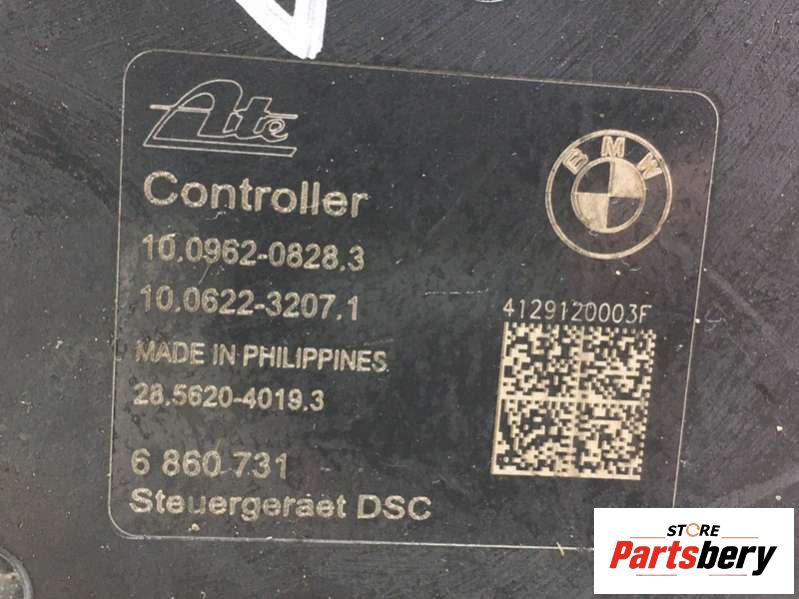 Ate
BMW
Controller
10.0962-0828.3
10.0622-3207.1
4129120003F
MADE IN PHILIPPINES
28.5620-4019.3
6 860 731
Steuergeraet DSC
STORE
Partsbery